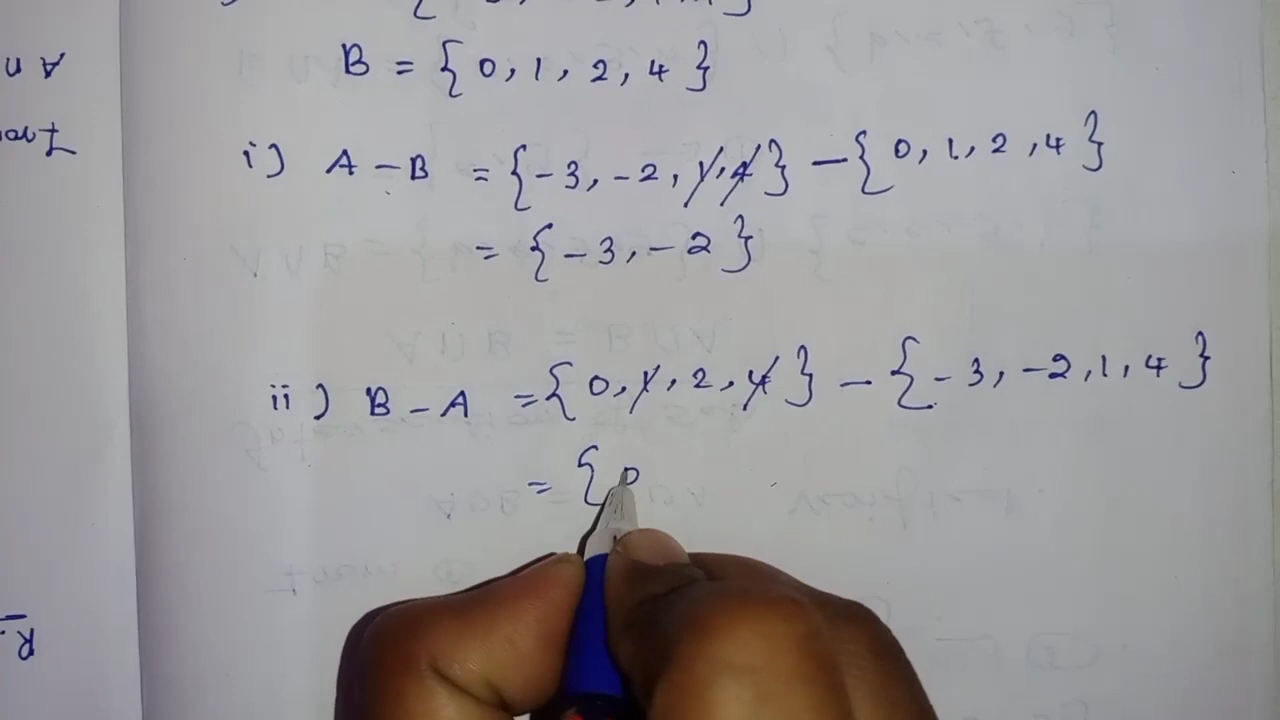 B = { 0, 1, 2, 4 }
i) A - B = { -3, -2, 1, 4 } - { 0, 1, 2, 4 }
= { -3, -2 }
ii) B - A = { 0, 1, 2, 4 } - { -3, -2, 1, 4 }
= { 0